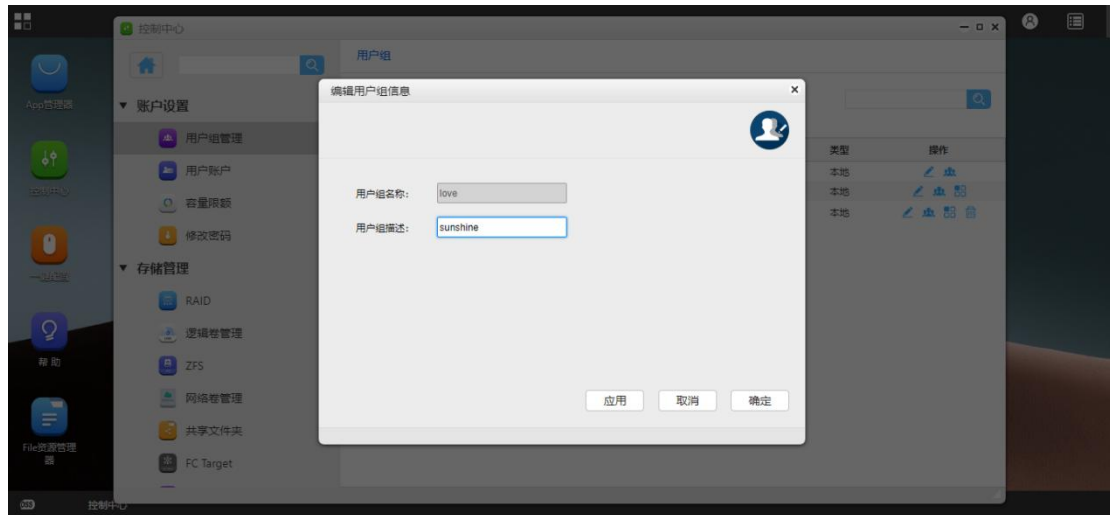 控制中心
App管理器
控制中心
帮 助
File资源管理
器
账户设置
用户组管理
用户账户
容量限额
修改密码
存储管理
RAID
逻辑卷管理
ZFS
网络卷管理
共享文件夹
FC Target
用户组
编辑用户组信息
用户组名称:
love
用户组描述:
sunshine
应用
取消
确定
类型
操作
本地
本地
本地
控制中心